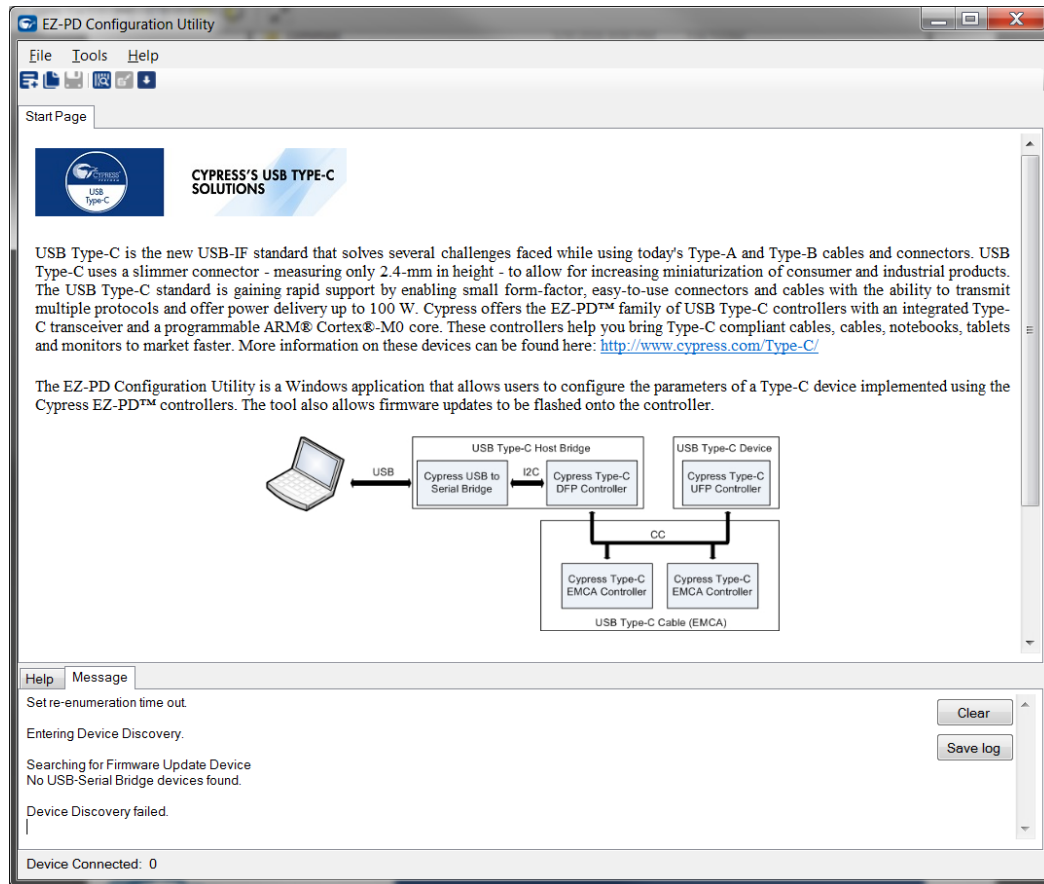 EZ-PD Configuration Utility
File Tools Help
Start Page
CYPRESS
USB
Type-C
CYPRESS'S USB TYPE-C
SOLUTIONS
USB Type-C is the new USB-IF standard that solves several challenges faced while using today's Type-A and Type-B cables and connectors. USB
Type-C uses a slimmer connector - measuring only 2.4-mm in height - to allow for increasing miniaturization of consumer and industrial products.
The USB Type-C standard is gaining rapid support by enabling small form-factor, easy-to-use connectors and cables with the ability to transmit
multiple protocols and offer power delivery up to 100 W. Cypress offers the EZ-PD™ family of USB Type-C controllers with an integrated Type-
C transceiver and a programmable ARM® Cortex®-M0 core. These controllers help you bring Type-C compliant cables, cables, notebooks, tablets
and monitors to market faster. More information on these devices can be found here: http://www.cypress.com/Type-C/
The EZ-PD Configuration Utility is a Windows application that allows users to configure the parameters of a Type-C device implemented using the
Cypress EZ-PD™ controllers. The tool also allows firmware updates to be flashed onto the controller.
USB Type-C Host Bridge
USB Type-C Device
USB
Cypress USB to
Serial Bridge
I2C
Cypress Type-C
DFP Controller
Cypress Type-C
UFP Controller
CC
Cypress Type-C
EMCA Controller
Cypress Type-C
EMCA Controller
USB Type-C Cable (EMCA)
Help Message
Set re-enumeration time out.
Clear
Entering Device Discovery.
Save log
Searching for Firmware Update Device
No USB-Serial Bridge devices found.
Device Discovery failed.
Device Connected: 0